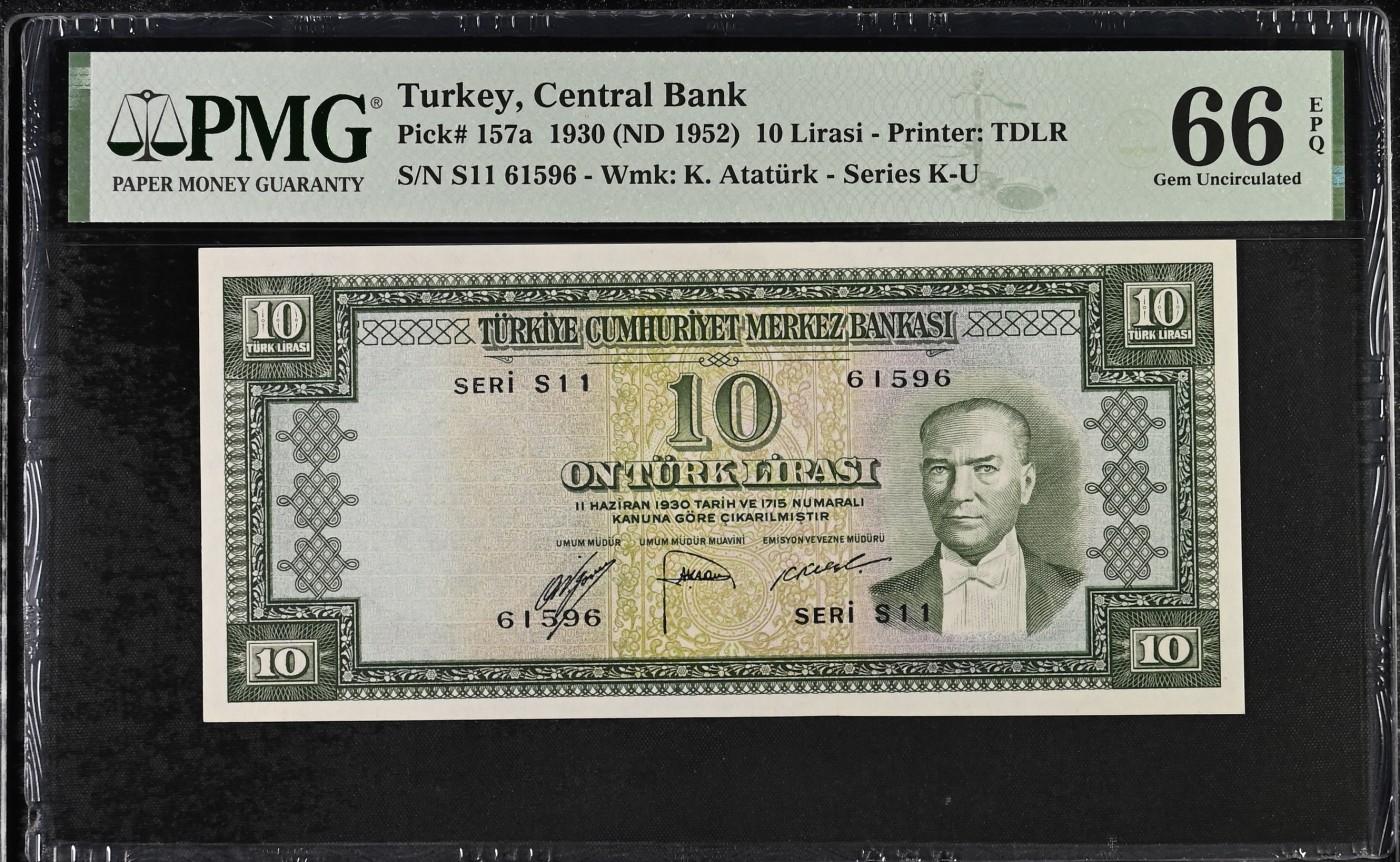 PMG®
PAPER MONEY GUARANTY
Turkey, Central Bank
Pick# 157a 1930 (ND 1952) 10 Lirasi - Printer: TDLR
S/N S11 61596 - Wmk: K. Atatürk - Series K-U
66 EPQ
Gem Uncirculated
10
TÜRK LİRASI
TÜRKİYE CUMHURİYET MERKEZ BANKASI
10
TÜRK LİRASI
SERİ S11
61596
10
ON TÜRK LİRASI
11 HAZİRAN 1930 TARİH VE 1715 NUMARALI
KANUNA GÖRE ÇIKARILMIŞTIR
UMUM MÜDÜR UMUM MÜDÜR MUAVİNİ EMİSYON VE VEZNE MÜDÜRÜ
61596
SERİ S11
10
10